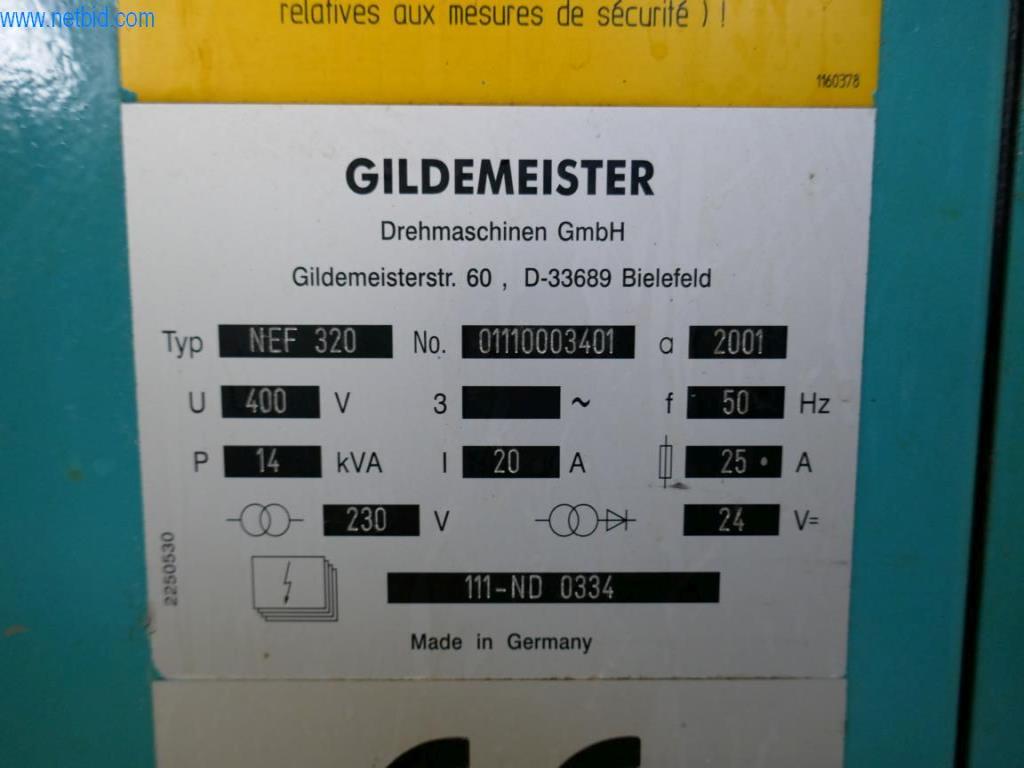 www.netbid.com
relatives aux mesures de sécurité ) !
1160378
GILDEMEISTER
Drehmaschinen GmbH
Gildemeisterstr. 60 , D-33689 Bielefeld
Typ NEF 320 No. 01110003401 a 2001
U 400 V 3 ~ f 50 Hz
P 14 kVA I 20 A 25 A
230 V 24 V=
111-ND 0334
2250530
Made in Germany